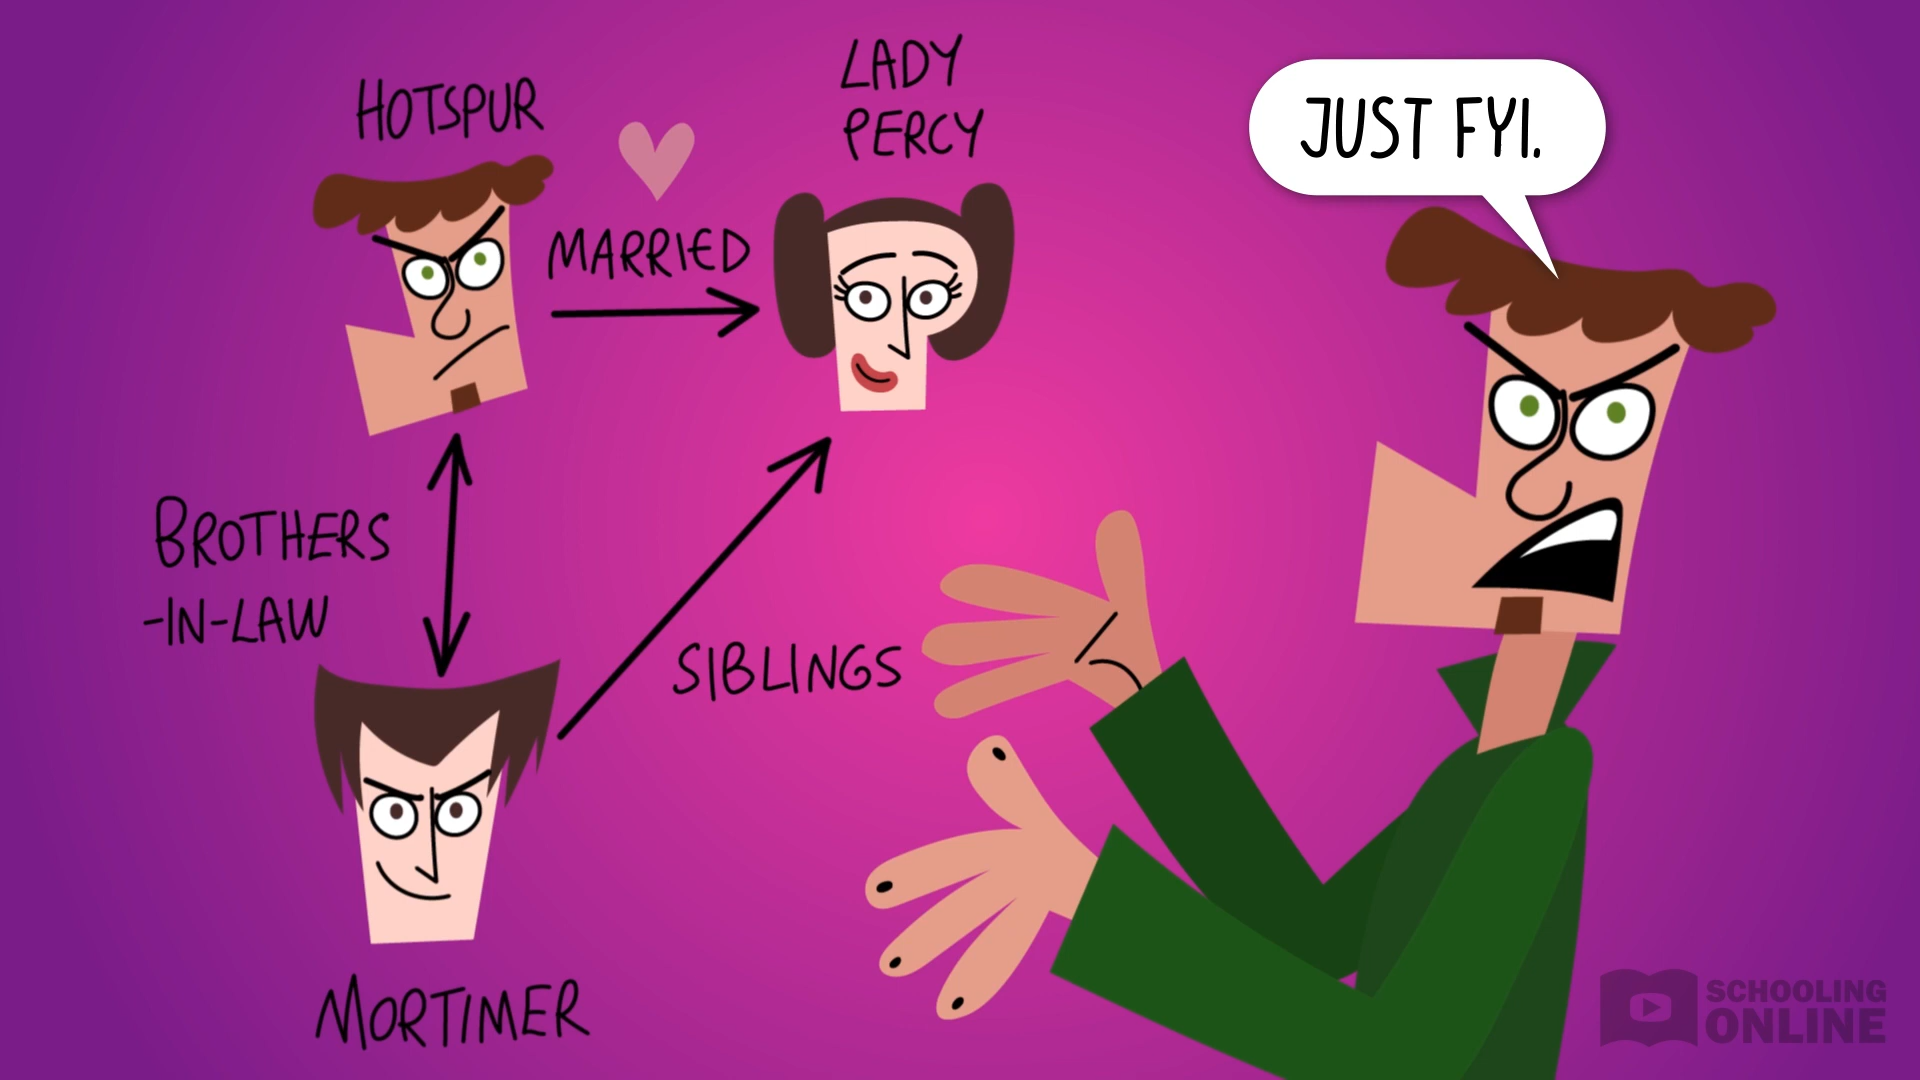 HOTSPUR
LADY
PERCY
JUST FYI.
MARRIED
BROTHERS
-IN-LAW
SIBLINGS
MORTIMER
SCHOOLING
ONLINE